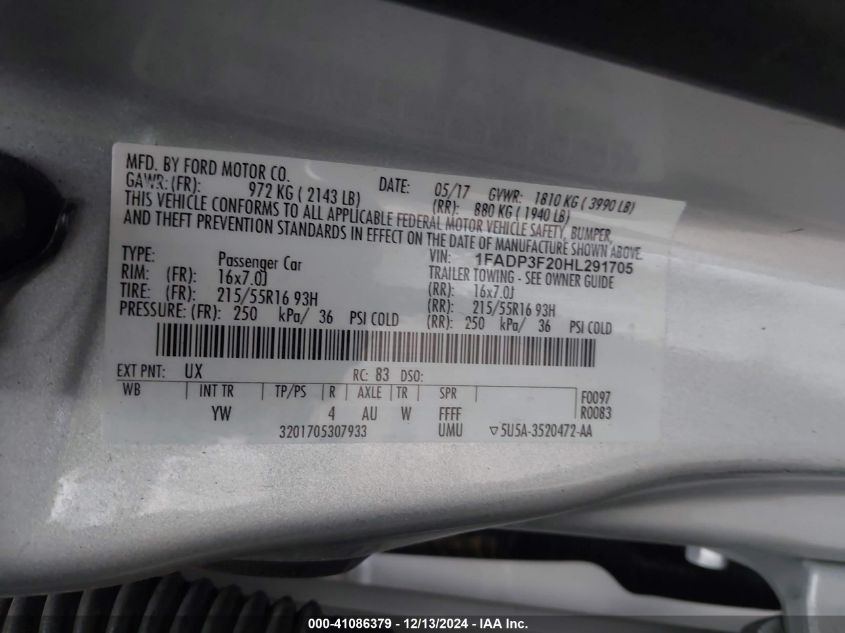 MFD. BY FORD MOTOR CO.
DATE: 05/17 GVWR: 1810 KG ( 3990 LB)
GAWR: (FR): 972 KG ( 2143 LB) (RR): 880 KG ( 1940 LB)
THIS VEHICLE CONFORMS TO ALL APPLICABLE FEDERAL MOTOR VEHICLE SAFETY, BUMPER,
AND THEFT PREVENTION STANDARDS IN EFFECT ON THE DATE OF MANUFACTURE SHOWN ABOVE.
VIN: 1FADP3F20HL291705
TYPE: Passenger Car TRAILER TOWING - SEE OWNER GUIDE
RIM: (FR): 16x7.0J (RR): 16x7.0J
TIRE: (FR): 215/55R16 93H (RR): 215/55R16 93H
PRESSURE: (FR): 250 kPa/ 36 PSI COLD (RR): 250 kPa/ 36 PSI COLD
EXT PNT: UX RC: 83 DSO:
WB INT TR TP/PS R AXLE TR SPR F0097
YW 4 AU W FFFF R0083
3201705307933 UMU ▽5U5A-3520472-AA
000-41086379 - 12/13/2024 - IAA Inc.